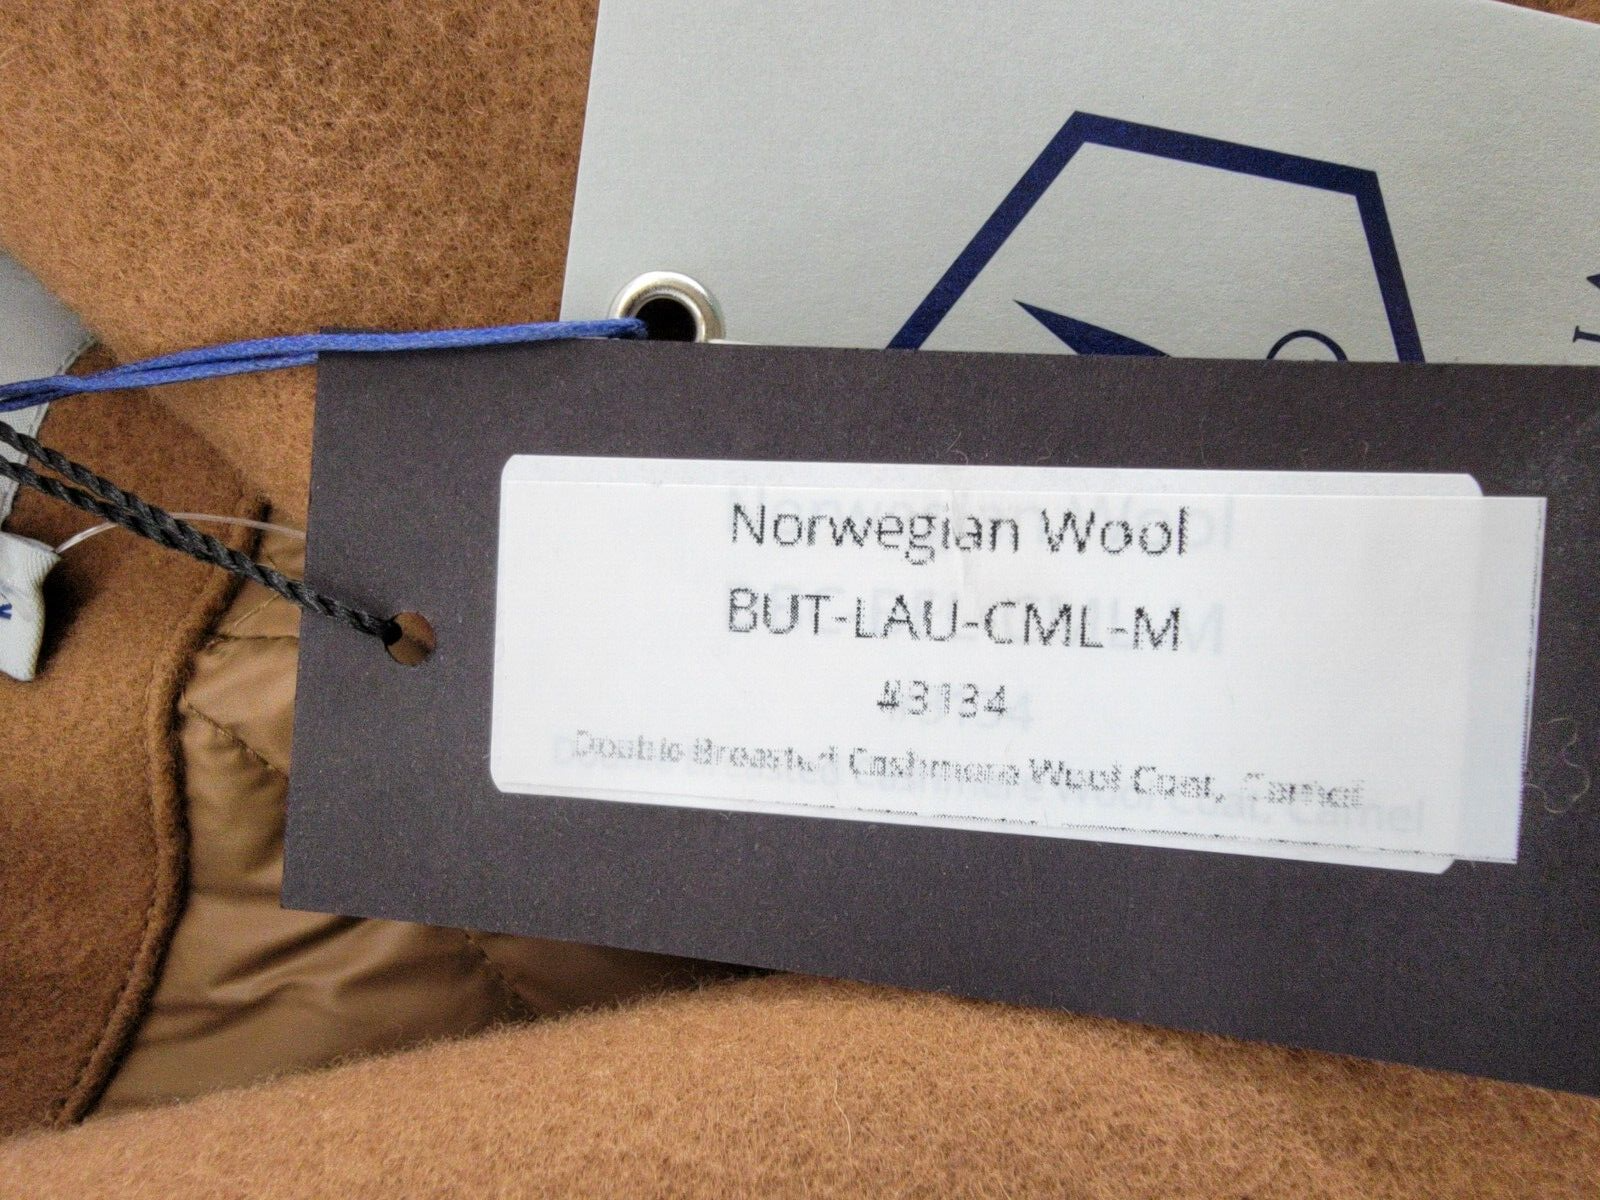 Norwegian Wool
BUT-LAU-CML-M
#3134
Double Breasted Cashmere Wool Coat, Camel